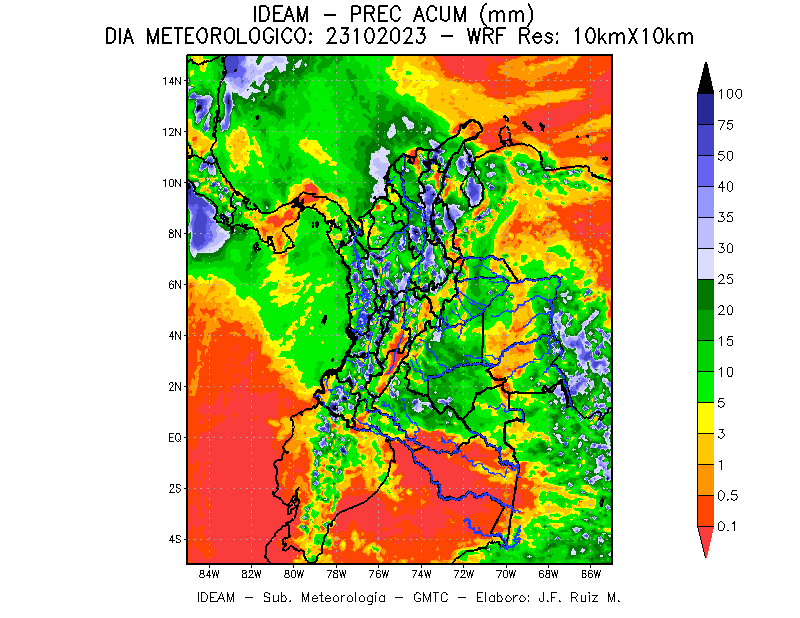 IDEAM – PREC ACUM (mm)
DIA METEOROLOGICO: 23102023 – WRF Res: 10kmX10km
14N
12N
10N
8N
6N
4N
2N
EQ
2S
4S
84W 82W 80W 78W 76W 74W 72W 70W 68W 66W
100
75
50
40
35
30
25
20
15
10
5
3
1
0.5
0.1
IDEAM – Sub. Meteorología – GMTC – Elaboro: J.F. Ruiz M.